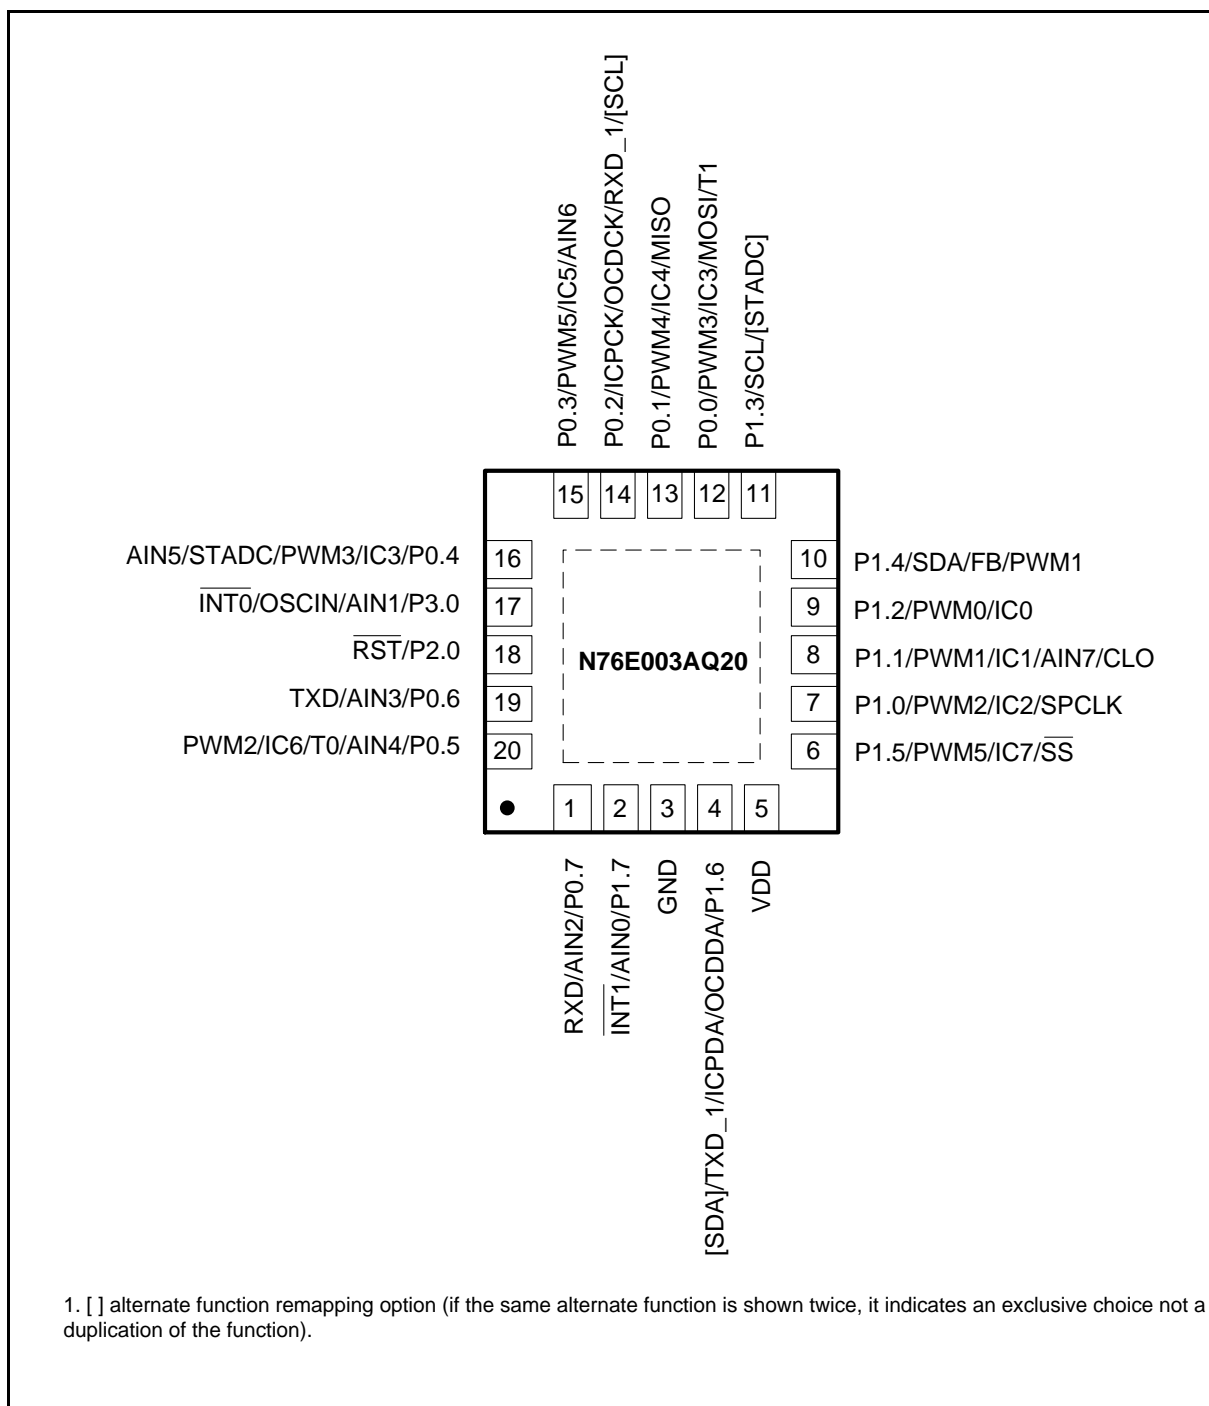 P0.3/PWM5/IC5/AIN6
P0.2/ICPCK/OCDCK/RXD_1/[SCL]
P0.1/PWM4/IC4/MISO
P0.0/PWM3/IC3/MOSI/T1
P1.3/SCL/[STADC]
15 14 13 12 11
AIN5/STADC/PWM3/IC3/P0.4 16
INT0/OSCIN/AIN1/P3.0 17
RST/P2.0 18
TXD/AIN3/P0.6 19
PWM2/IC6/T0/AIN4/P0.5 20
N76E003AQ20
10 P1.4/SDA/FB/PWM1
9 P1.2/PWM0/IC0
8 P1.1/PWM1/IC1/AIN7/CLO
7 P1.0/PWM2/IC2/SPCLK
6 P1.5/PWM5/IC7/SS
1 2 3 4 5
RXD/AIN2/P0.7
INT1/AIN0/P1.7
GND
[SDA]/TXD_1/ICPDA/OCDDA/P1.6
VDD
1. [ ] alternate function remapping option (if the same alternate function is shown twice, it indicates an exclusive choice not a
duplication of the function).